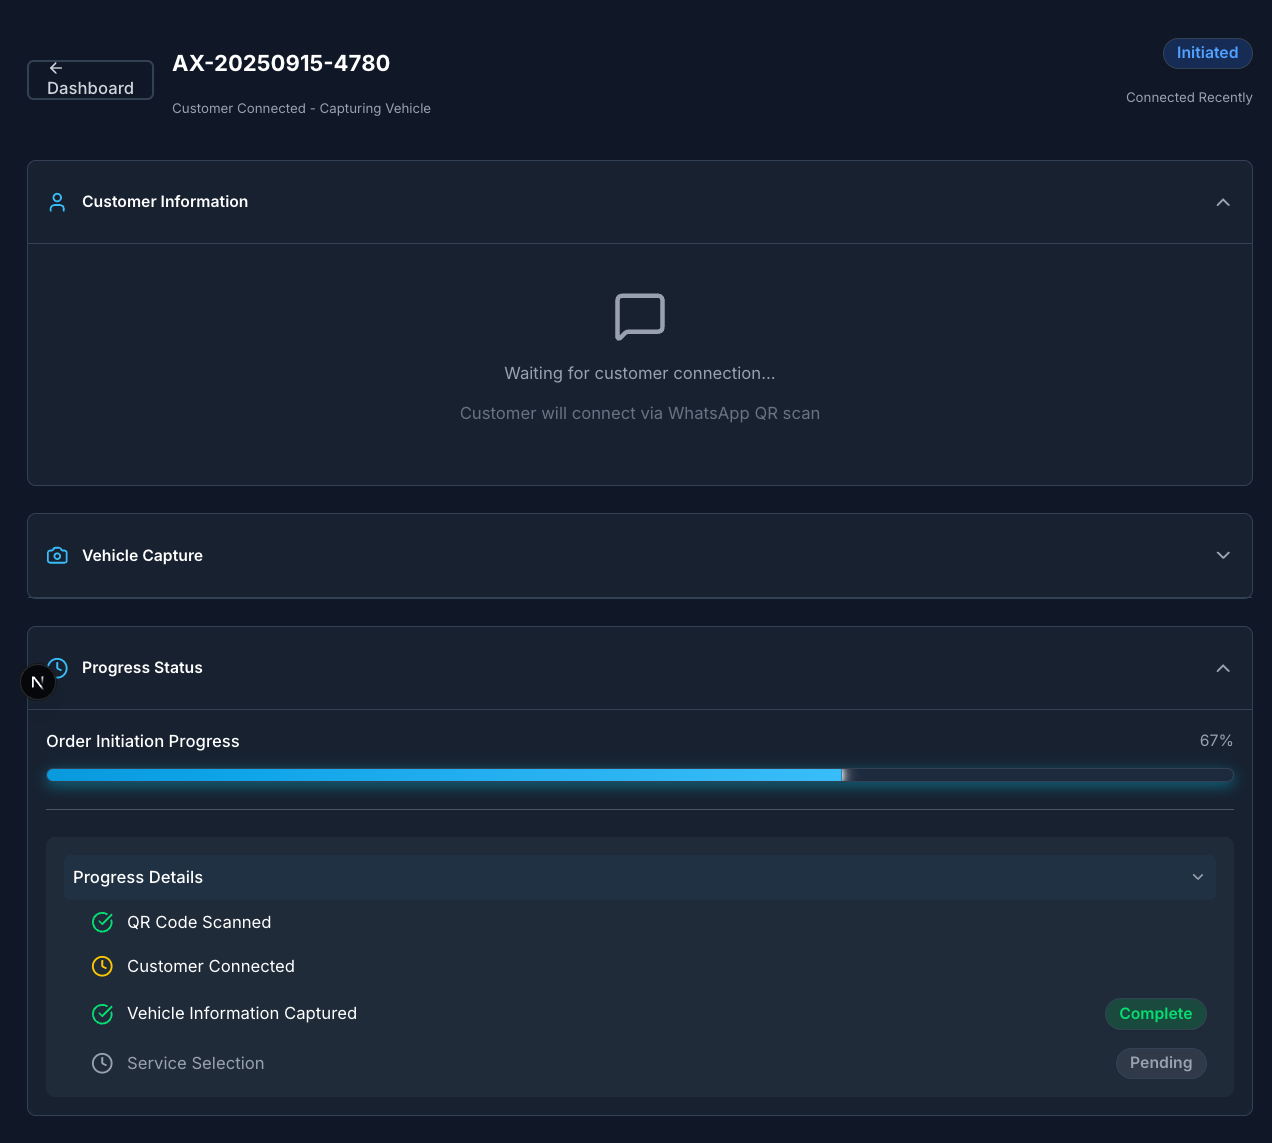 Dashboard
AX-20250915-4780
Customer Connected - Capturing Vehicle
Initiated
Connected Recently
Customer Information
Waiting for customer connection...
Customer will connect via WhatsApp QR scan
Vehicle Capture
N
Progress Status
Order Initiation Progress
67%
Progress Details
QR Code Scanned
Customer Connected
Vehicle Information Captured
Complete
Service Selection
Pending